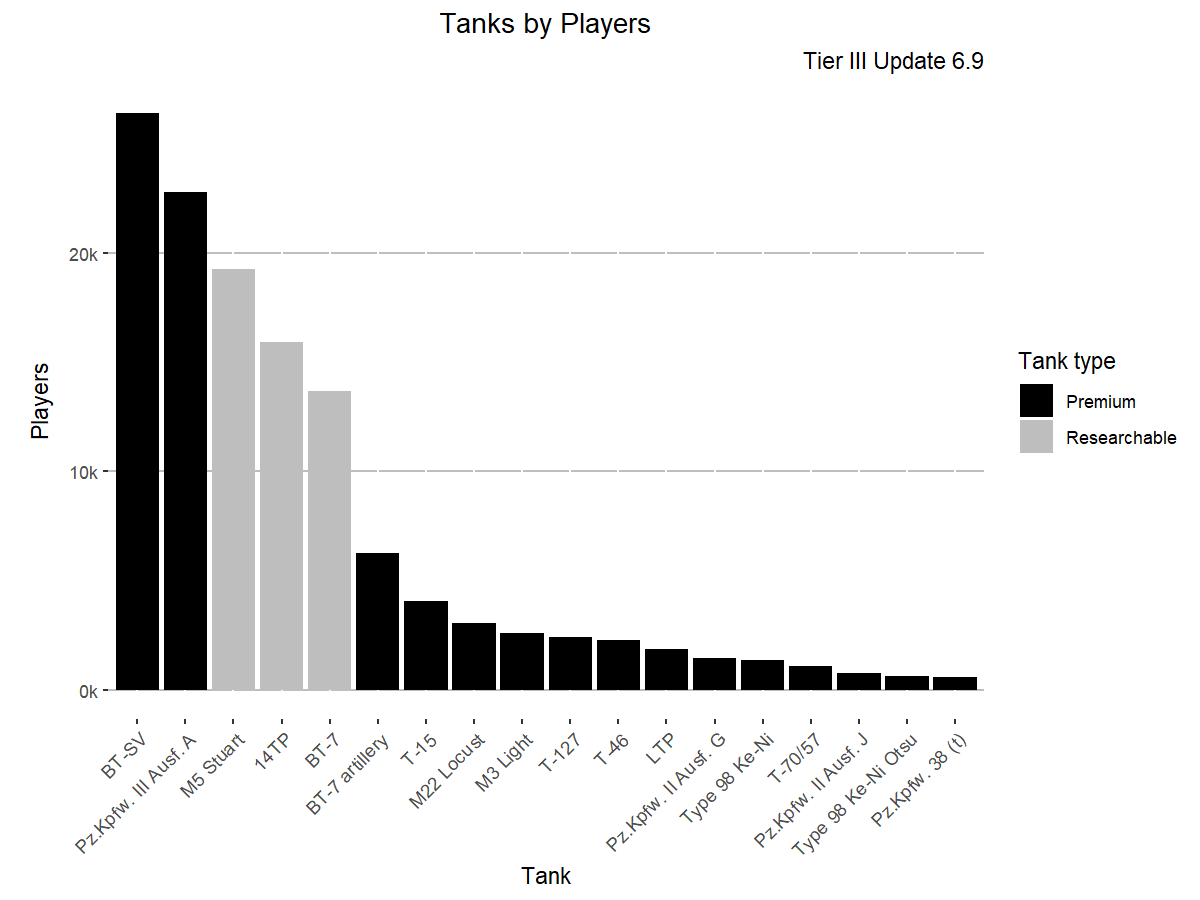 Tanks by Players
Tier III Update 6.9
Players
20k
10k
0k
BT-SV
Pz.Kpfw. III Ausf. A
M5 Stuart
14TP
BT-7
BT-7 artillery
T-15
M22 Locust
M3 Light
T-127
T-46
LTP
Pz.Kpfw. II Ausf. G
Type 98 Ke-Ni
T-70/57
Pz.Kpfw. II Ausf. J
Type 98 Ke-Ni Otsu
Pz.Kpfw. 38 (t)
Tank
Tank type
Premium
Researchable